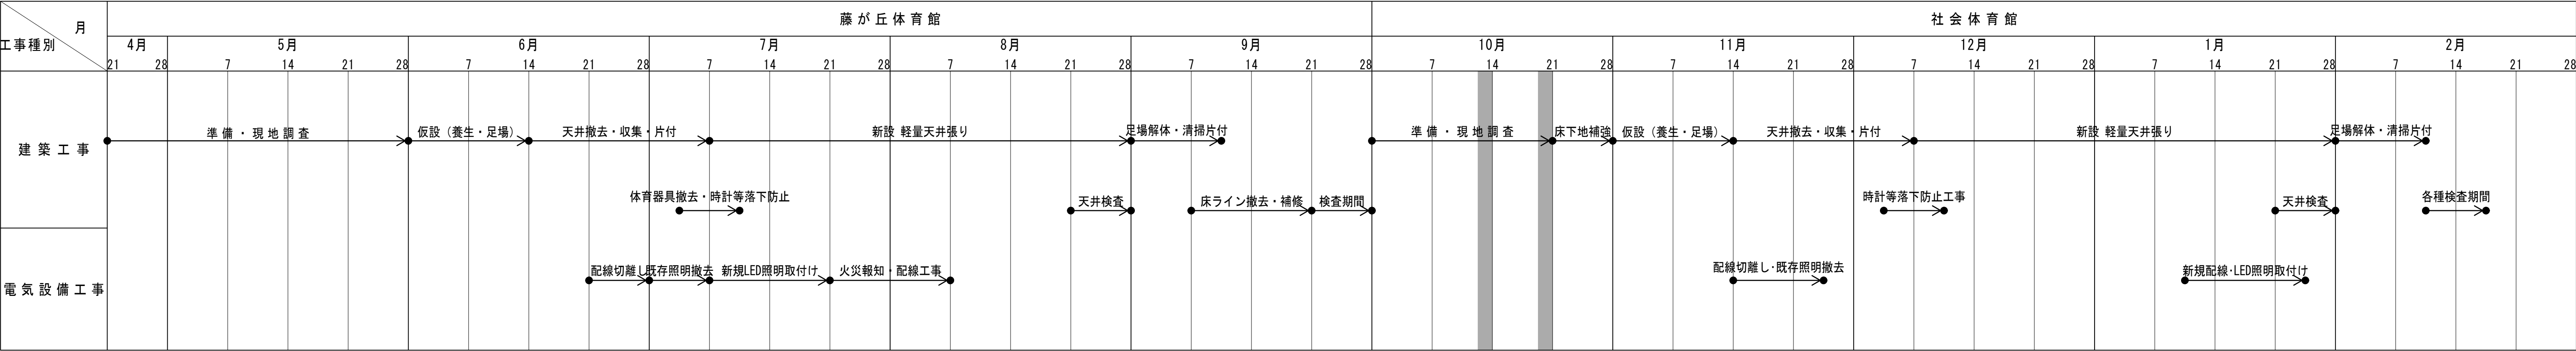 月
工事種別
藤が丘体育館
社会体育館
4月 5月 6月 7月 8月 9月 10月 11月 12月 1月 2月
21 28 7 14 21 28 7 14 21 28 7 14 21 28 7 14 21 28 7 14 21 28 7 14 21 28 7 14 21 28 7 14 21 28 7 14 21 28 7 14 21 28
建築工事
準備・現地調査 仮設（養生・足場） 天井撤去・収集・片付 新設 軽量天井張り 足場解体・清掃片付 準備・現地調査 床下地補強 仮設（養生・足場） 天井撤去・収集・片付 新設 軽量天井張り 足場解体・清掃片付
体育器具撤去・時計等落下防止 天井検査 床ライン撤去・補修 検査期間 時計等落下防止工事 天井検査 各種検査期間
電気設備工事
配線切離し 既存照明撤去 新規LED照明取付け 火災報知・配線工事 配線切離し・既存照明撤去 新規配線・LED照明取付け